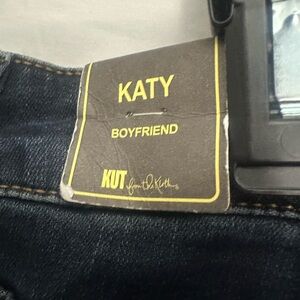 KATY
BOYFRIEND
KUT from the Kloth